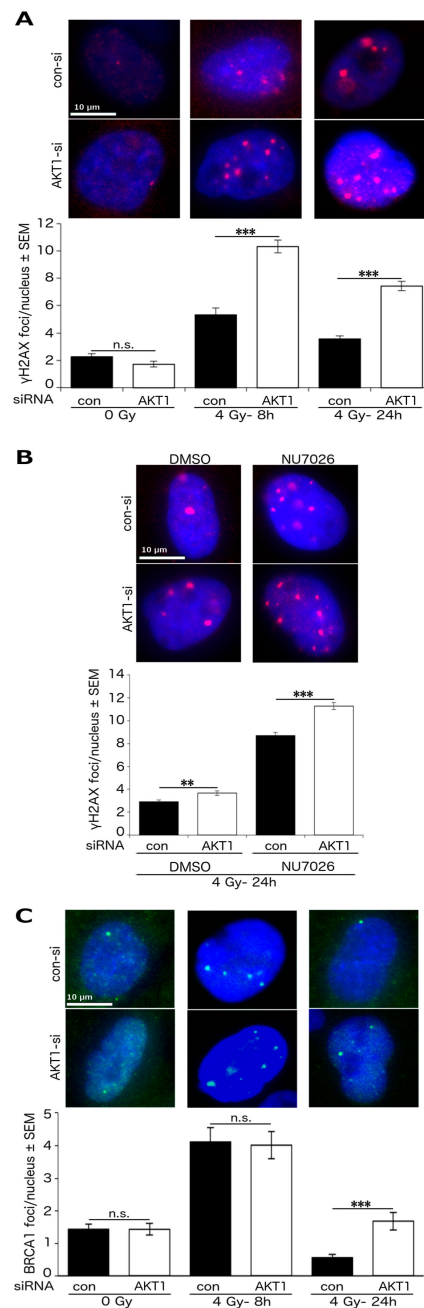 A
con-si
10 μm
AKT1-si
γH2AX foci/nucleus ± SEM
12
10
8
6
4
2
0
n.s.
***
***
siRNA con AKT1 con AKT1 con AKT1
0 Gy 4 Gy- 8h 4 Gy- 24h
B
DMSO NU7026
con-si
10 μm
AKT1-si
γH2AX foci/nucleus ± SEM
14
12
10
8
6
4
2
0
**
***
siRNA con AKT1 con AKT1
DMSO NU7026
4 Gy- 24h
C
con-si
10 μm
AKT1-si
BRCA1 foci/nucleus ± SEM
5
4
3
2
1
0
n.s.
n.s.
***
siRNA con AKT1 con AKT1 con AKT1
0 Gy 4 Gy- 8h 4 Gy- 24h